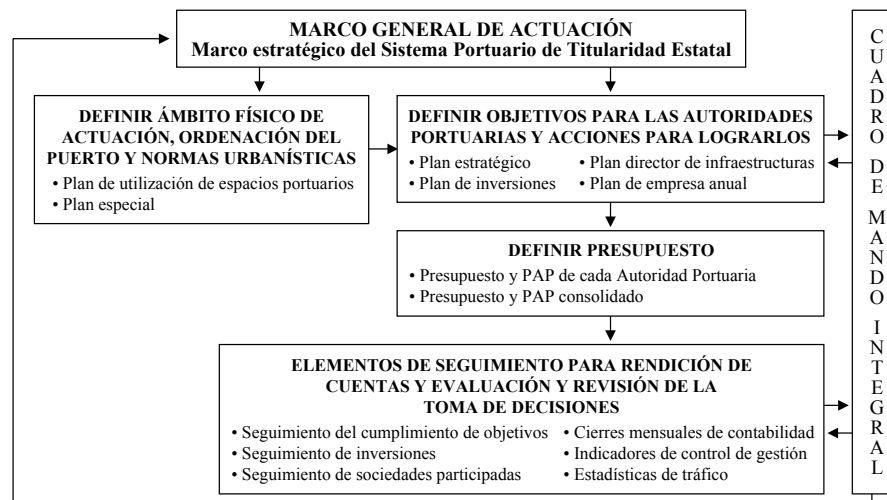 MARCO GENERAL DE ACTUACIÓN
Marco estratégico del Sistema Portuario de Titularidad Estatal
DEFINIR ÁMBITO FÍSICO DE
ACTUACIÓN, ORDENACIÓN DEL
PUERTO Y NORMAS URBANÍSTICAS
• Plan de utilización de espacios portuarios
• Plan especial
DEFINIR OBJETIVOS PARA LAS AUTORIDADES
PORTUARIAS Y ACCIONES PARA LOGRARLOS
• Plan estratégico
• Plan de inversiones
• Plan director de infraestructuras
• Plan de empresa anual
DEFINIR PRESUPUESTO
• Presupuesto y PAP de cada Autoridad Portuaria
• Presupuesto y PAP consolidado
ELEMENTOS DE SEGUIMIENTO PARA RENDICIÓN DE
CUENTAS Y EVALUACIÓN Y REVISIÓN DE LA
TOMA DE DECISIONES
• Seguimiento del cumplimiento de objetivos
• Seguimiento de inversiones
• Seguimiento de sociedades participadas
• Cierres mensuales de contabilidad
• Indicadores de control de gestión
• Estadísticas de tráfico
CUADRO DE MANDO INTEGRAL